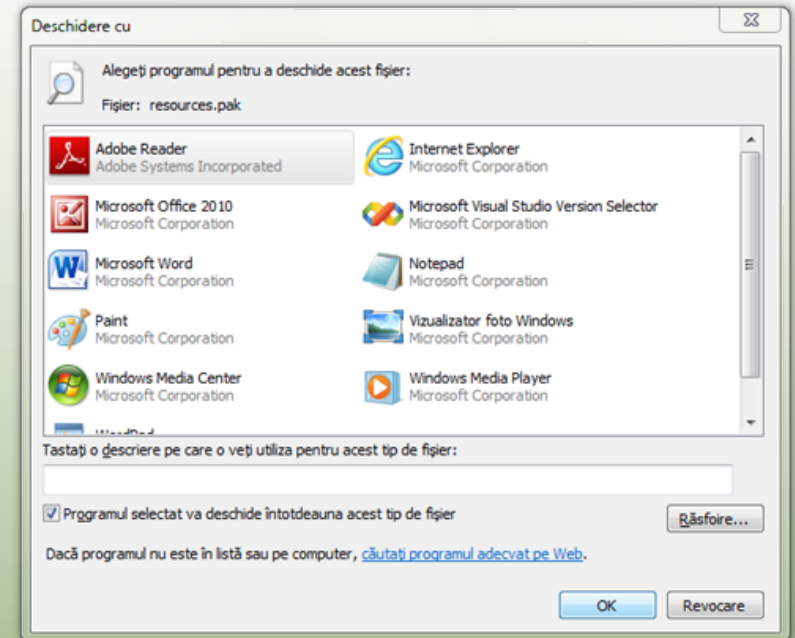 Deschidere cu
Alegeți programul pentru a deschide acest fișier:
Fișier: resources.pak
Adobe Reader
Adobe Systems Incorporated
Internet Explorer
Microsoft Corporation
Microsoft Office 2010
Microsoft Corporation
Microsoft Visual Studio Version Selector
Microsoft Corporation
Microsoft Word
Microsoft Corporation
Notepad
Microsoft Corporation
Paint
Microsoft Corporation
Vizualizator foto Windows
Microsoft Corporation
Windows Media Center
Microsoft Corporation
Windows Media Player
Microsoft Corporation
WordPad
Tastați o descriere pe care o veți utiliza pentru acest tip de fișier:
Programul selectat va deschide întotdeauna acest tip de fișier
Răsfoire...
Dacă programul nu este în listă sau pe computer, căutați programul adecvat pe Web.
OK
Revocare